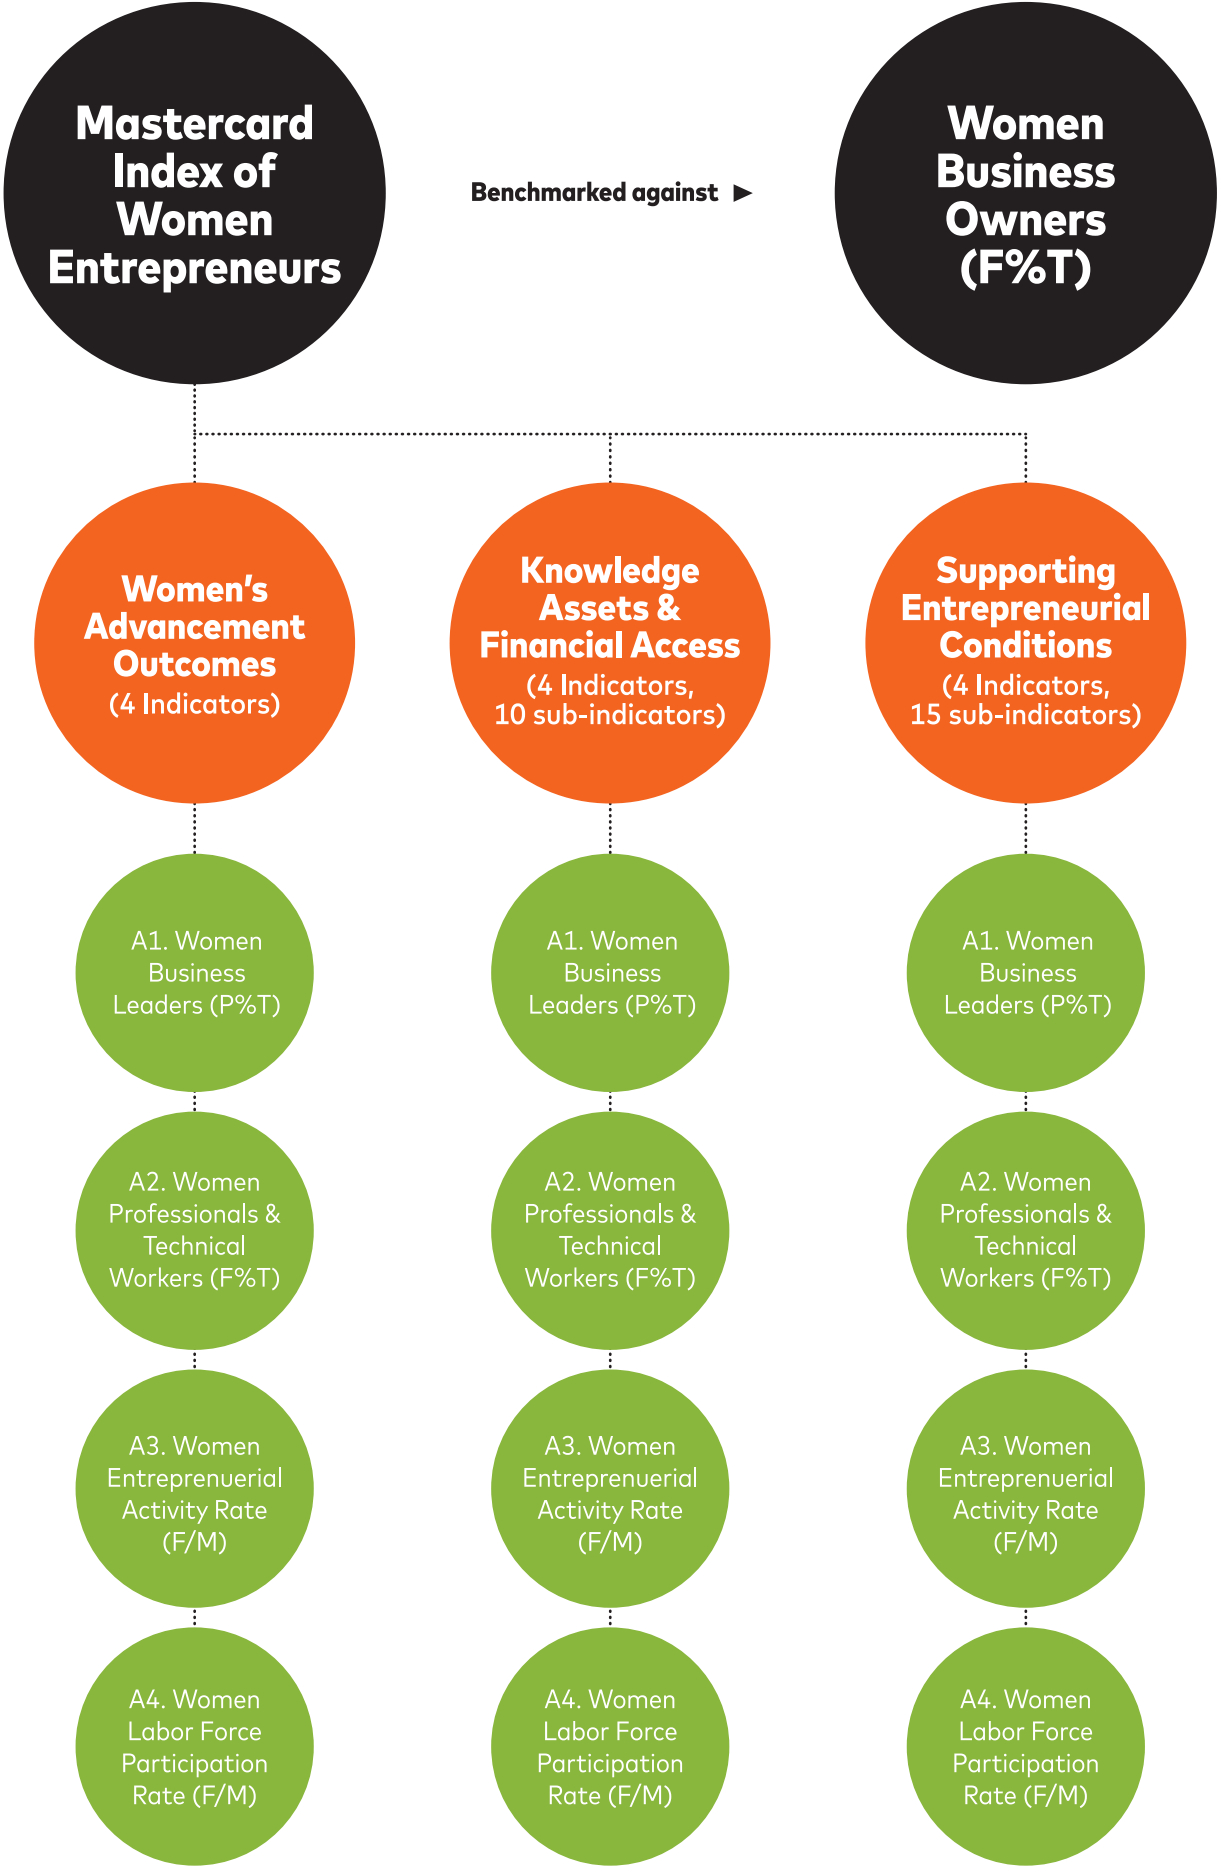 Mastercard
Index of
Women
Entrepreneurs
Benchmarked against ►
Women
Business
Owners
(F%T)
Women's
Advancement
Outcomes
(4 Indicators)
Knowledge
Assets &
Financial Access
(4 Indicators,
10 sub-indicators)
Supporting
Entrepreneurial
Conditions
(4 Indicators,
15 sub-indicators)
A1. Women
Business
Leaders (P%T)
A2. Women
Professionals &
Technical
Workers (F%T)
A3. Women
Entreprenuerial
Activity Rate
(F/M)
A4. Women
Labor Force
Participation
Rate (F/M)
A1. Women
Business
Leaders (P%T)
A2. Women
Professionals &
Technical
Workers (F%T)
A3. Women
Entreprenuerial
Activity Rate
(F/M)
A4. Women
Labor Force
Participation
Rate (F/M)
A1. Women
Business
Leaders (P%T)
A2. Women
Professionals &
Technical
Workers (F%T)
A3. Women
Entreprenuerial
Activity Rate
(F/M)
A4. Women
Labor Force
Participation
Rate (F/M)